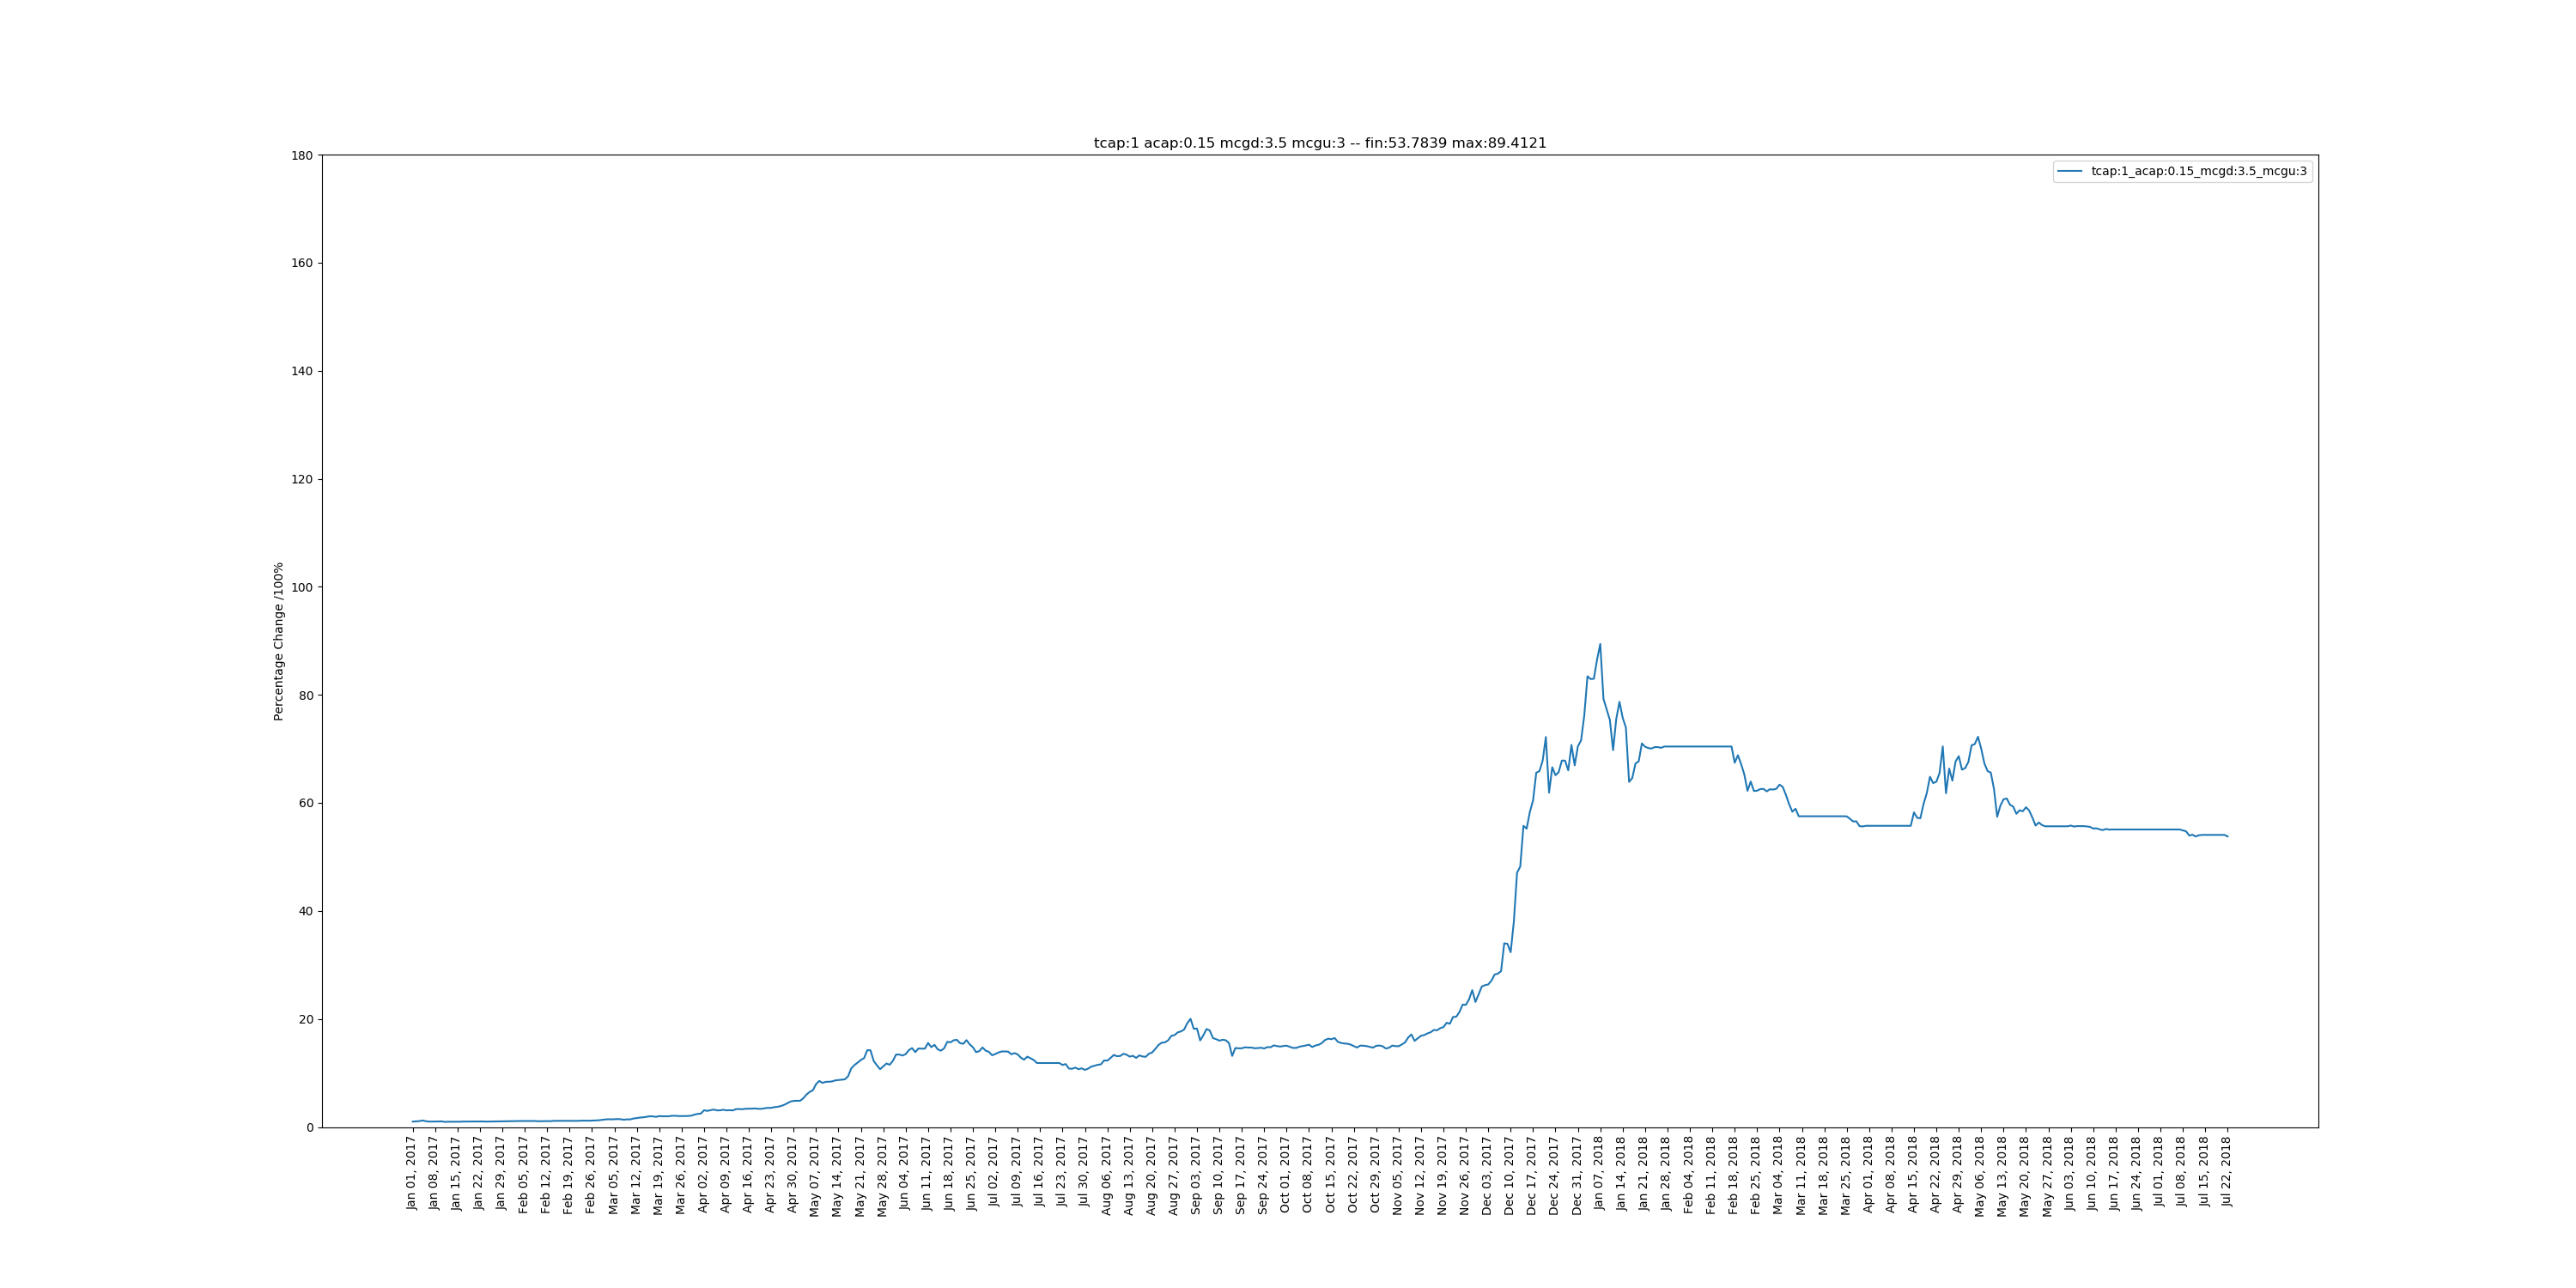 tcap:1 acap:0.15 mcgd:3.5 mcgu:3 -- fin:53.7839 max:89.4121
tcap:1_acap:0.15_mcgd:3.5_mcgu:3
Percentage Change /100%
180
160
140
120
100
80
60
40
20
0
Jan 01, 2017
Jan 08, 2017
Jan 15, 2017
Jan 22, 2017
Jan 29, 2017
Feb 05, 2017
Feb 12, 2017
Feb 19, 2017
Feb 26, 2017
Mar 05, 2017
Mar 12, 2017
Mar 19, 2017
Mar 26, 2017
Apr 02, 2017
Apr 09, 2017
Apr 16, 2017
Apr 23, 2017
Apr 30, 2017
May 07, 2017
May 14, 2017
May 21, 2017
May 28, 2017
Jun 04, 2017
Jun 11, 2017
Jun 18, 2017
Jun 25, 2017
Jul 02, 2017
Jul 09, 2017
Jul 16, 2017
Jul 23, 2017
Jul 30, 2017
Aug 06, 2017
Aug 13, 2017
Aug 20, 2017
Aug 27, 2017
Sep 03, 2017
Sep 10, 2017
Sep 17, 2017
Sep 24, 2017
Oct 01, 2017
Oct 08, 2017
Oct 15, 2017
Oct 22, 2017
Oct 29, 2017
Nov 05, 2017
Nov 12, 2017
Nov 19, 2017
Nov 26, 2017
Dec 03, 2017
Dec 10, 2017
Dec 17, 2017
Dec 24, 2017
Dec 31, 2017
Jan 07, 2018
Jan 14, 2018
Jan 21, 2018
Jan 28, 2018
Feb 04, 2018
Feb 11, 2018
Feb 18, 2018
Feb 25, 2018
Mar 04, 2018
Mar 11, 2018
Mar 18, 2018
Mar 25, 2018
Apr 01, 2018
Apr 08, 2018
Apr 15, 2018
Apr 22, 2018
Apr 29, 2018
May 06, 2018
May 13, 2018
May 20, 2018
May 27, 2018
Jun 03, 2018
Jun 10, 2018
Jun 17, 2018
Jun 24, 2018
Jul 01, 2018
Jul 08, 2018
Jul 15, 2018
Jul 22, 2018